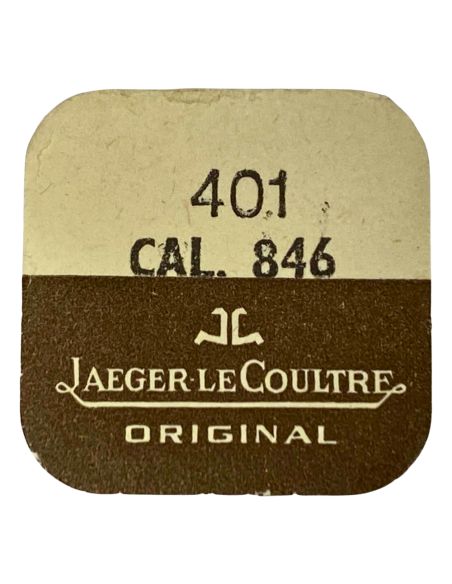 401
CAL. 846
JL
JAEGER-LECOULTRE
ORIGINAL